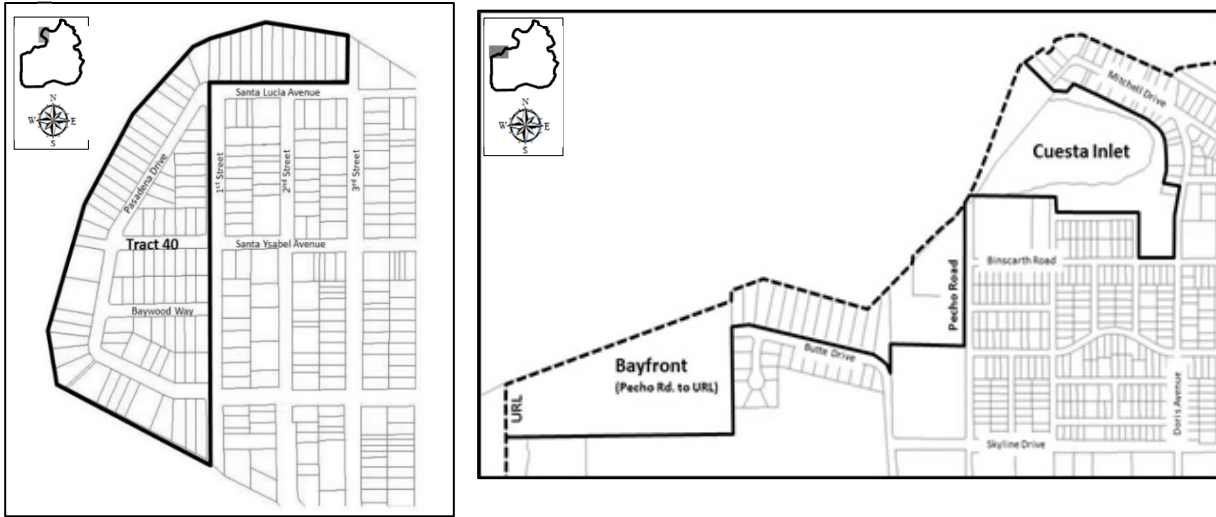 N
W E
S
Santa Lucia Avenue
Pasadena Drive
1st Street
2nd Street
3rd Street
Tract 40
Santa Ysabel Avenue
Baywood Way
N
W E
S
Mitchell Drive
Cuesta Inlet
Binscarth Road
Pecho Road
Butte Drive
Bayfront
(Pecho Rd. to URL)
URL
Doris Avenue
Skyline Drive